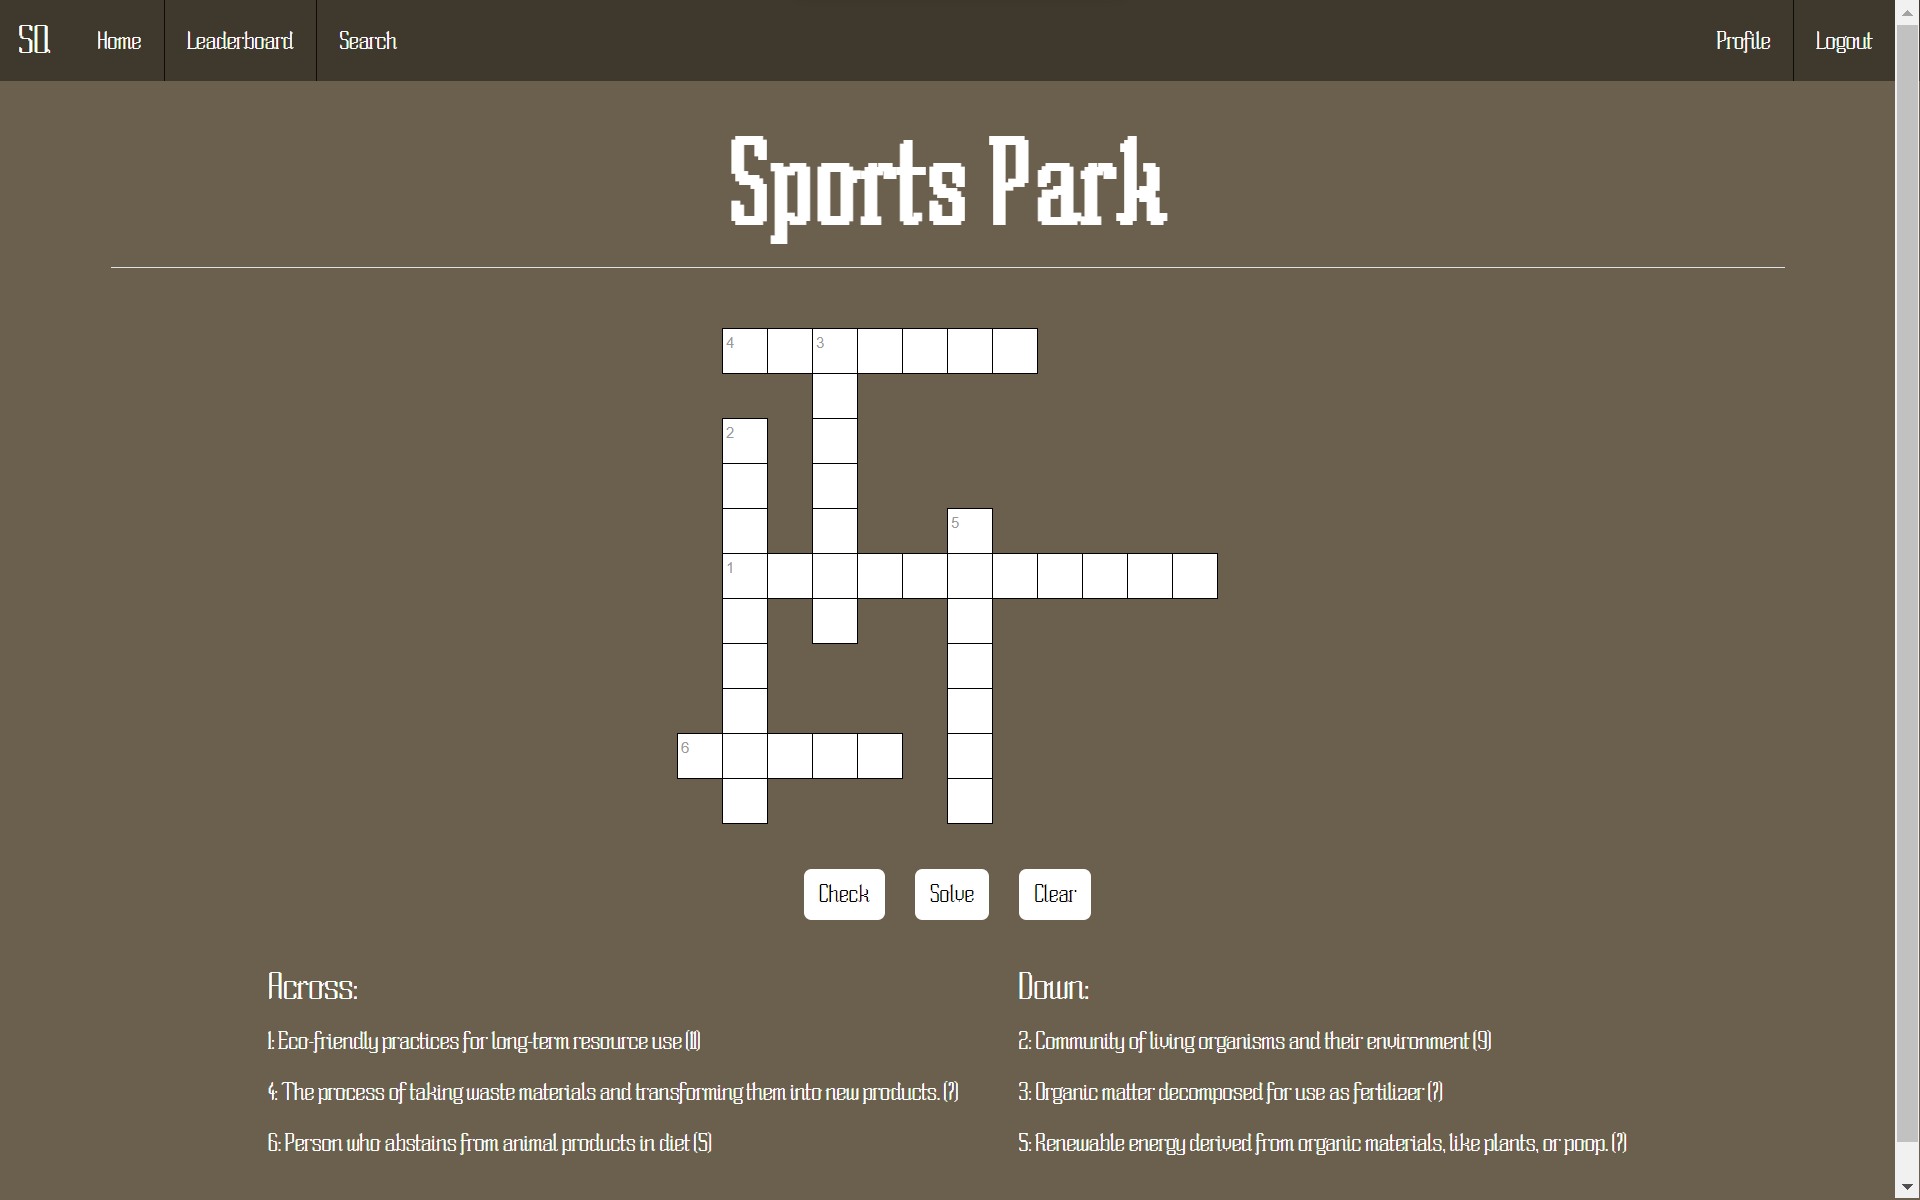 SQ Home Leaderboard Search Profile Logout
Sports Park
4 3
2
5
1
6
Check Solve Clear
Across:
1: Eco-friendly practices for long-term resource use (11)
4: The process of taking waste materials and transforming them into new products. (7)
6: Person who abstains from animal products in diet (5)
Down:
2: Community of living organisms and their environment (9)
3: Organic matter decomposed for use as fertilizer (7)
5: Renewable energy derived from organic materials, like plants, or poop. (7)